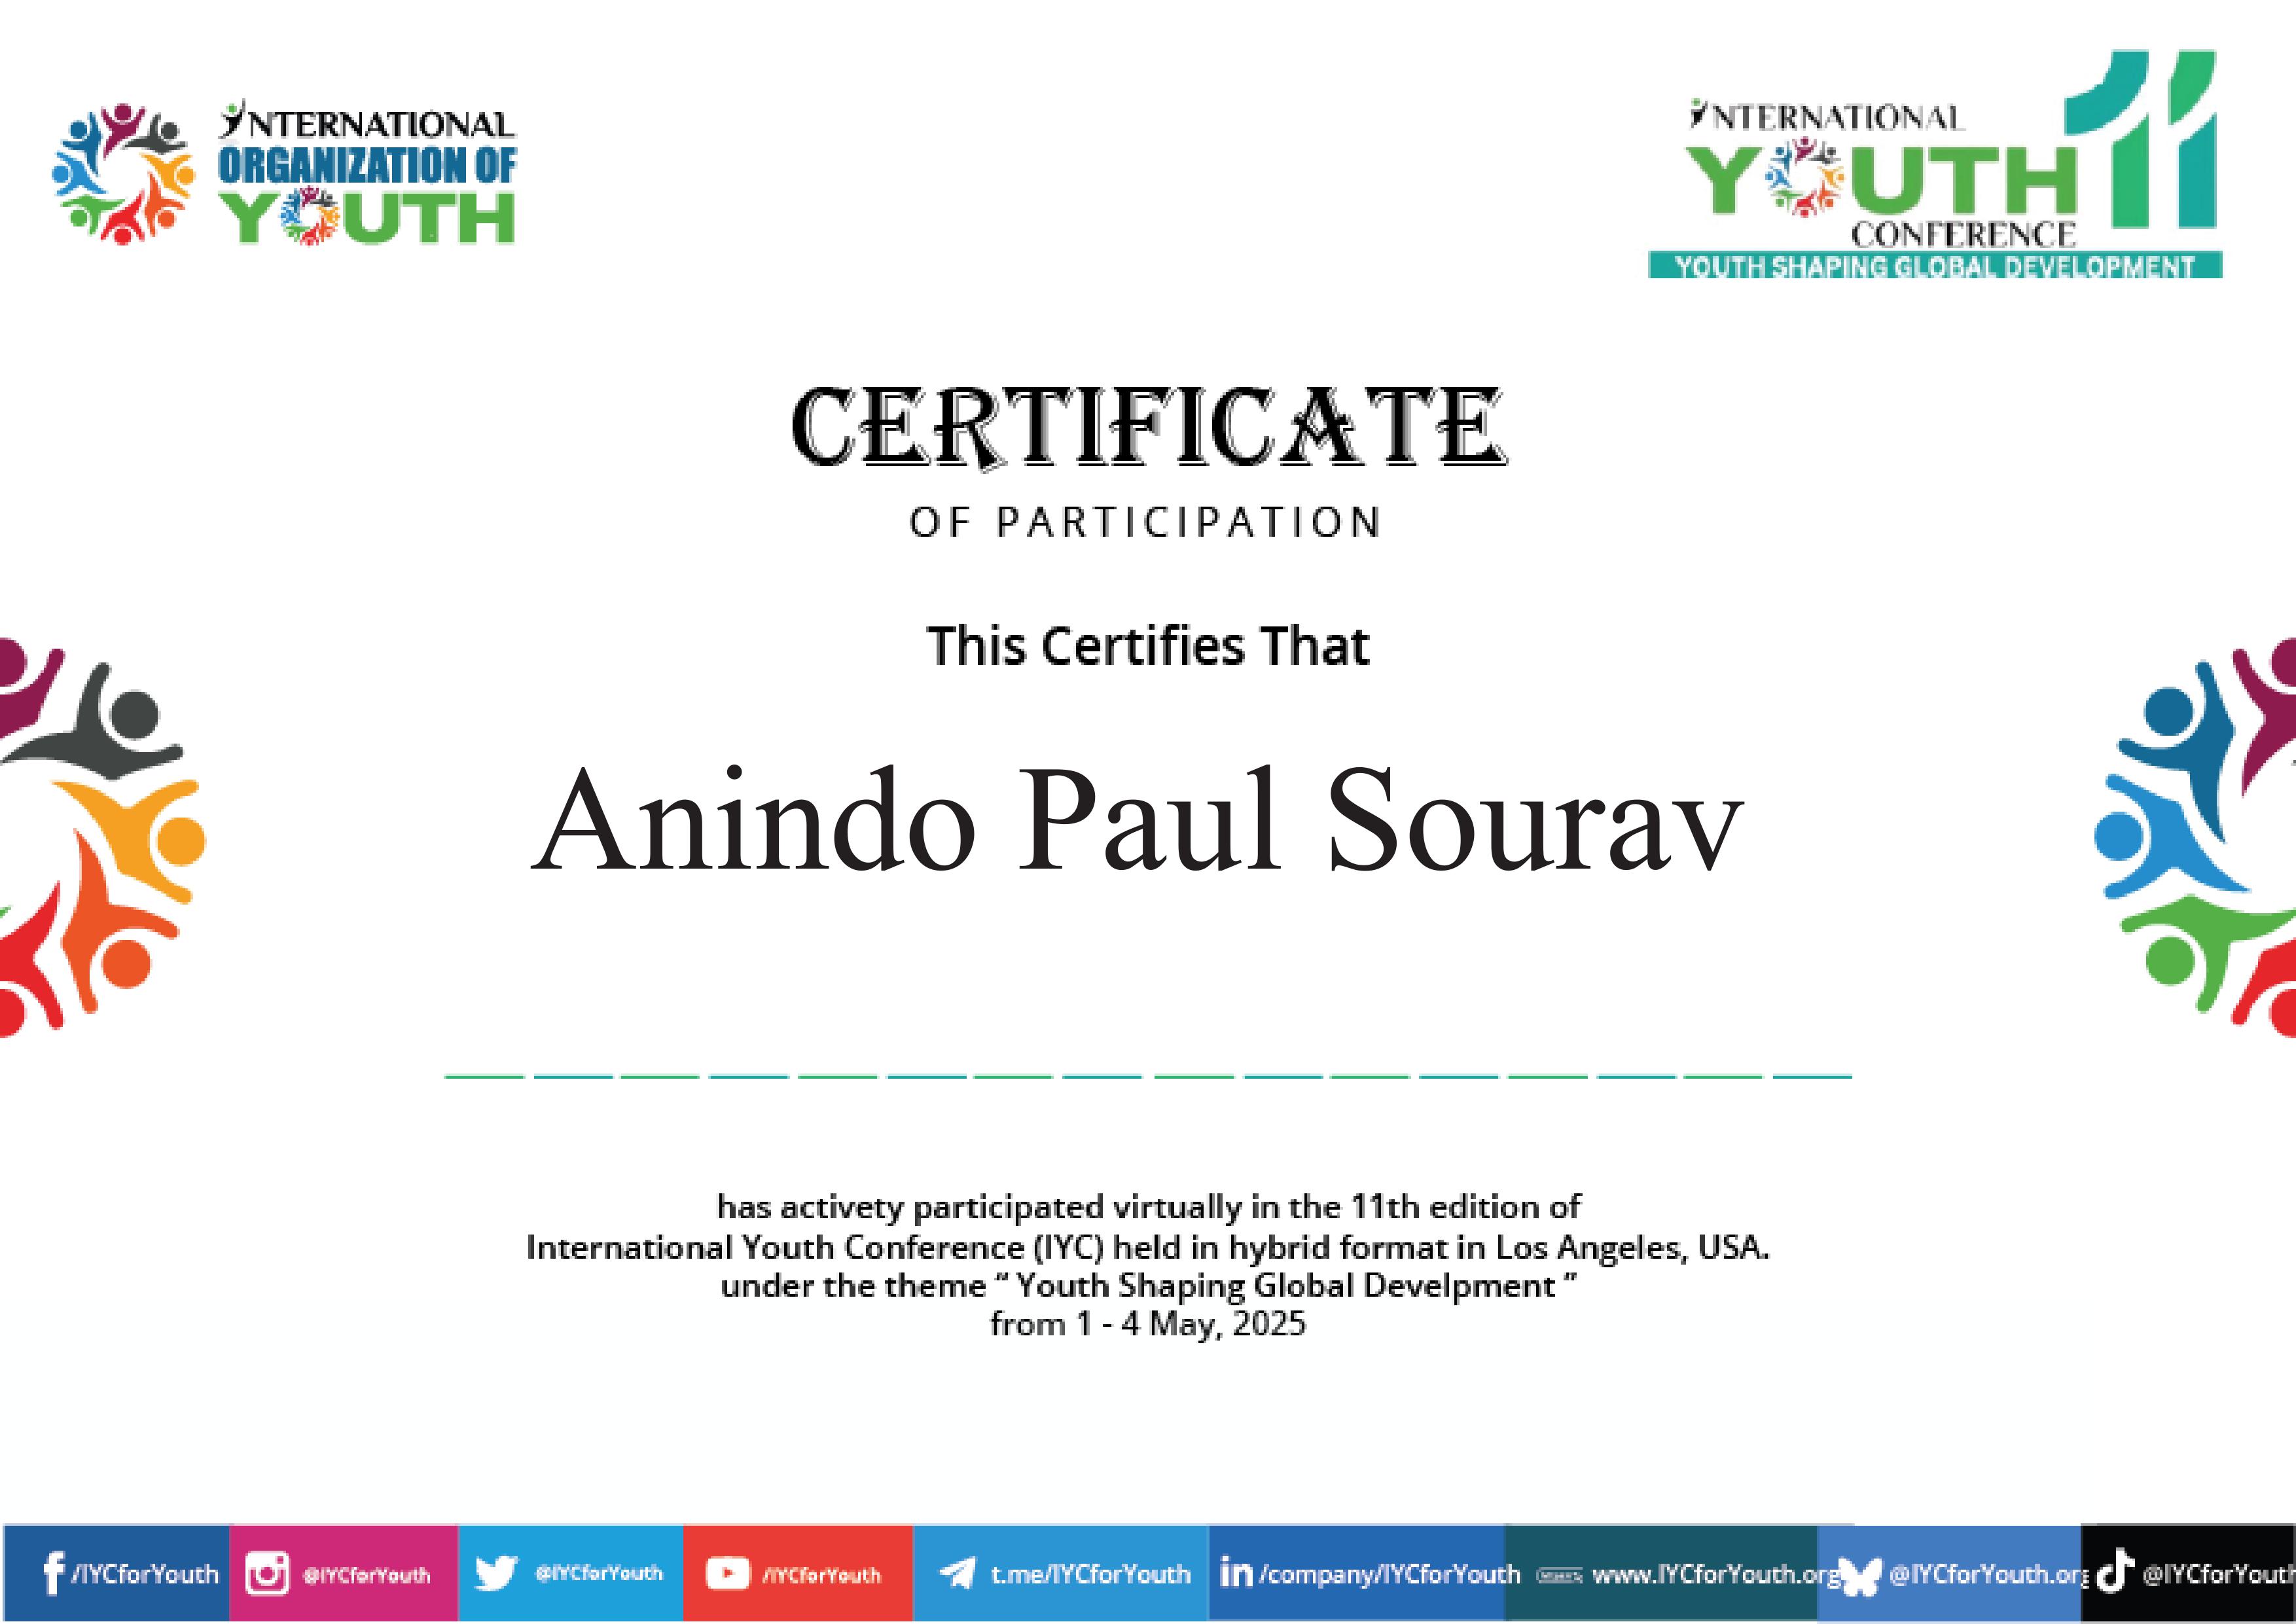 INTERNATIONAL
ORGANIZATION OF
YOUTH
INTERNATIONAL
YOUTH 11
CONFERENCE
YOUTH SHAPING GLOBAL DEVELOPMENT
CERTIFICATE
OF PARTICIPATION
This Certifies That
Anindo Paul Sourav
has activety participated virtually in the 11th edition of
International Youth Conference (IYC) held in hybrid format in Los Angeles, USA.
under the theme “ Youth Shaping Global Develpment ”
from 1 - 4 May, 2025
/IYCforYouth @IYCforYouth @IYCforYouth /IYCforYouth t.me/IYCforYouth in /company/IYCforYouth www.IYCforYouth.org @IYCforYouth.org @IYCforYouth